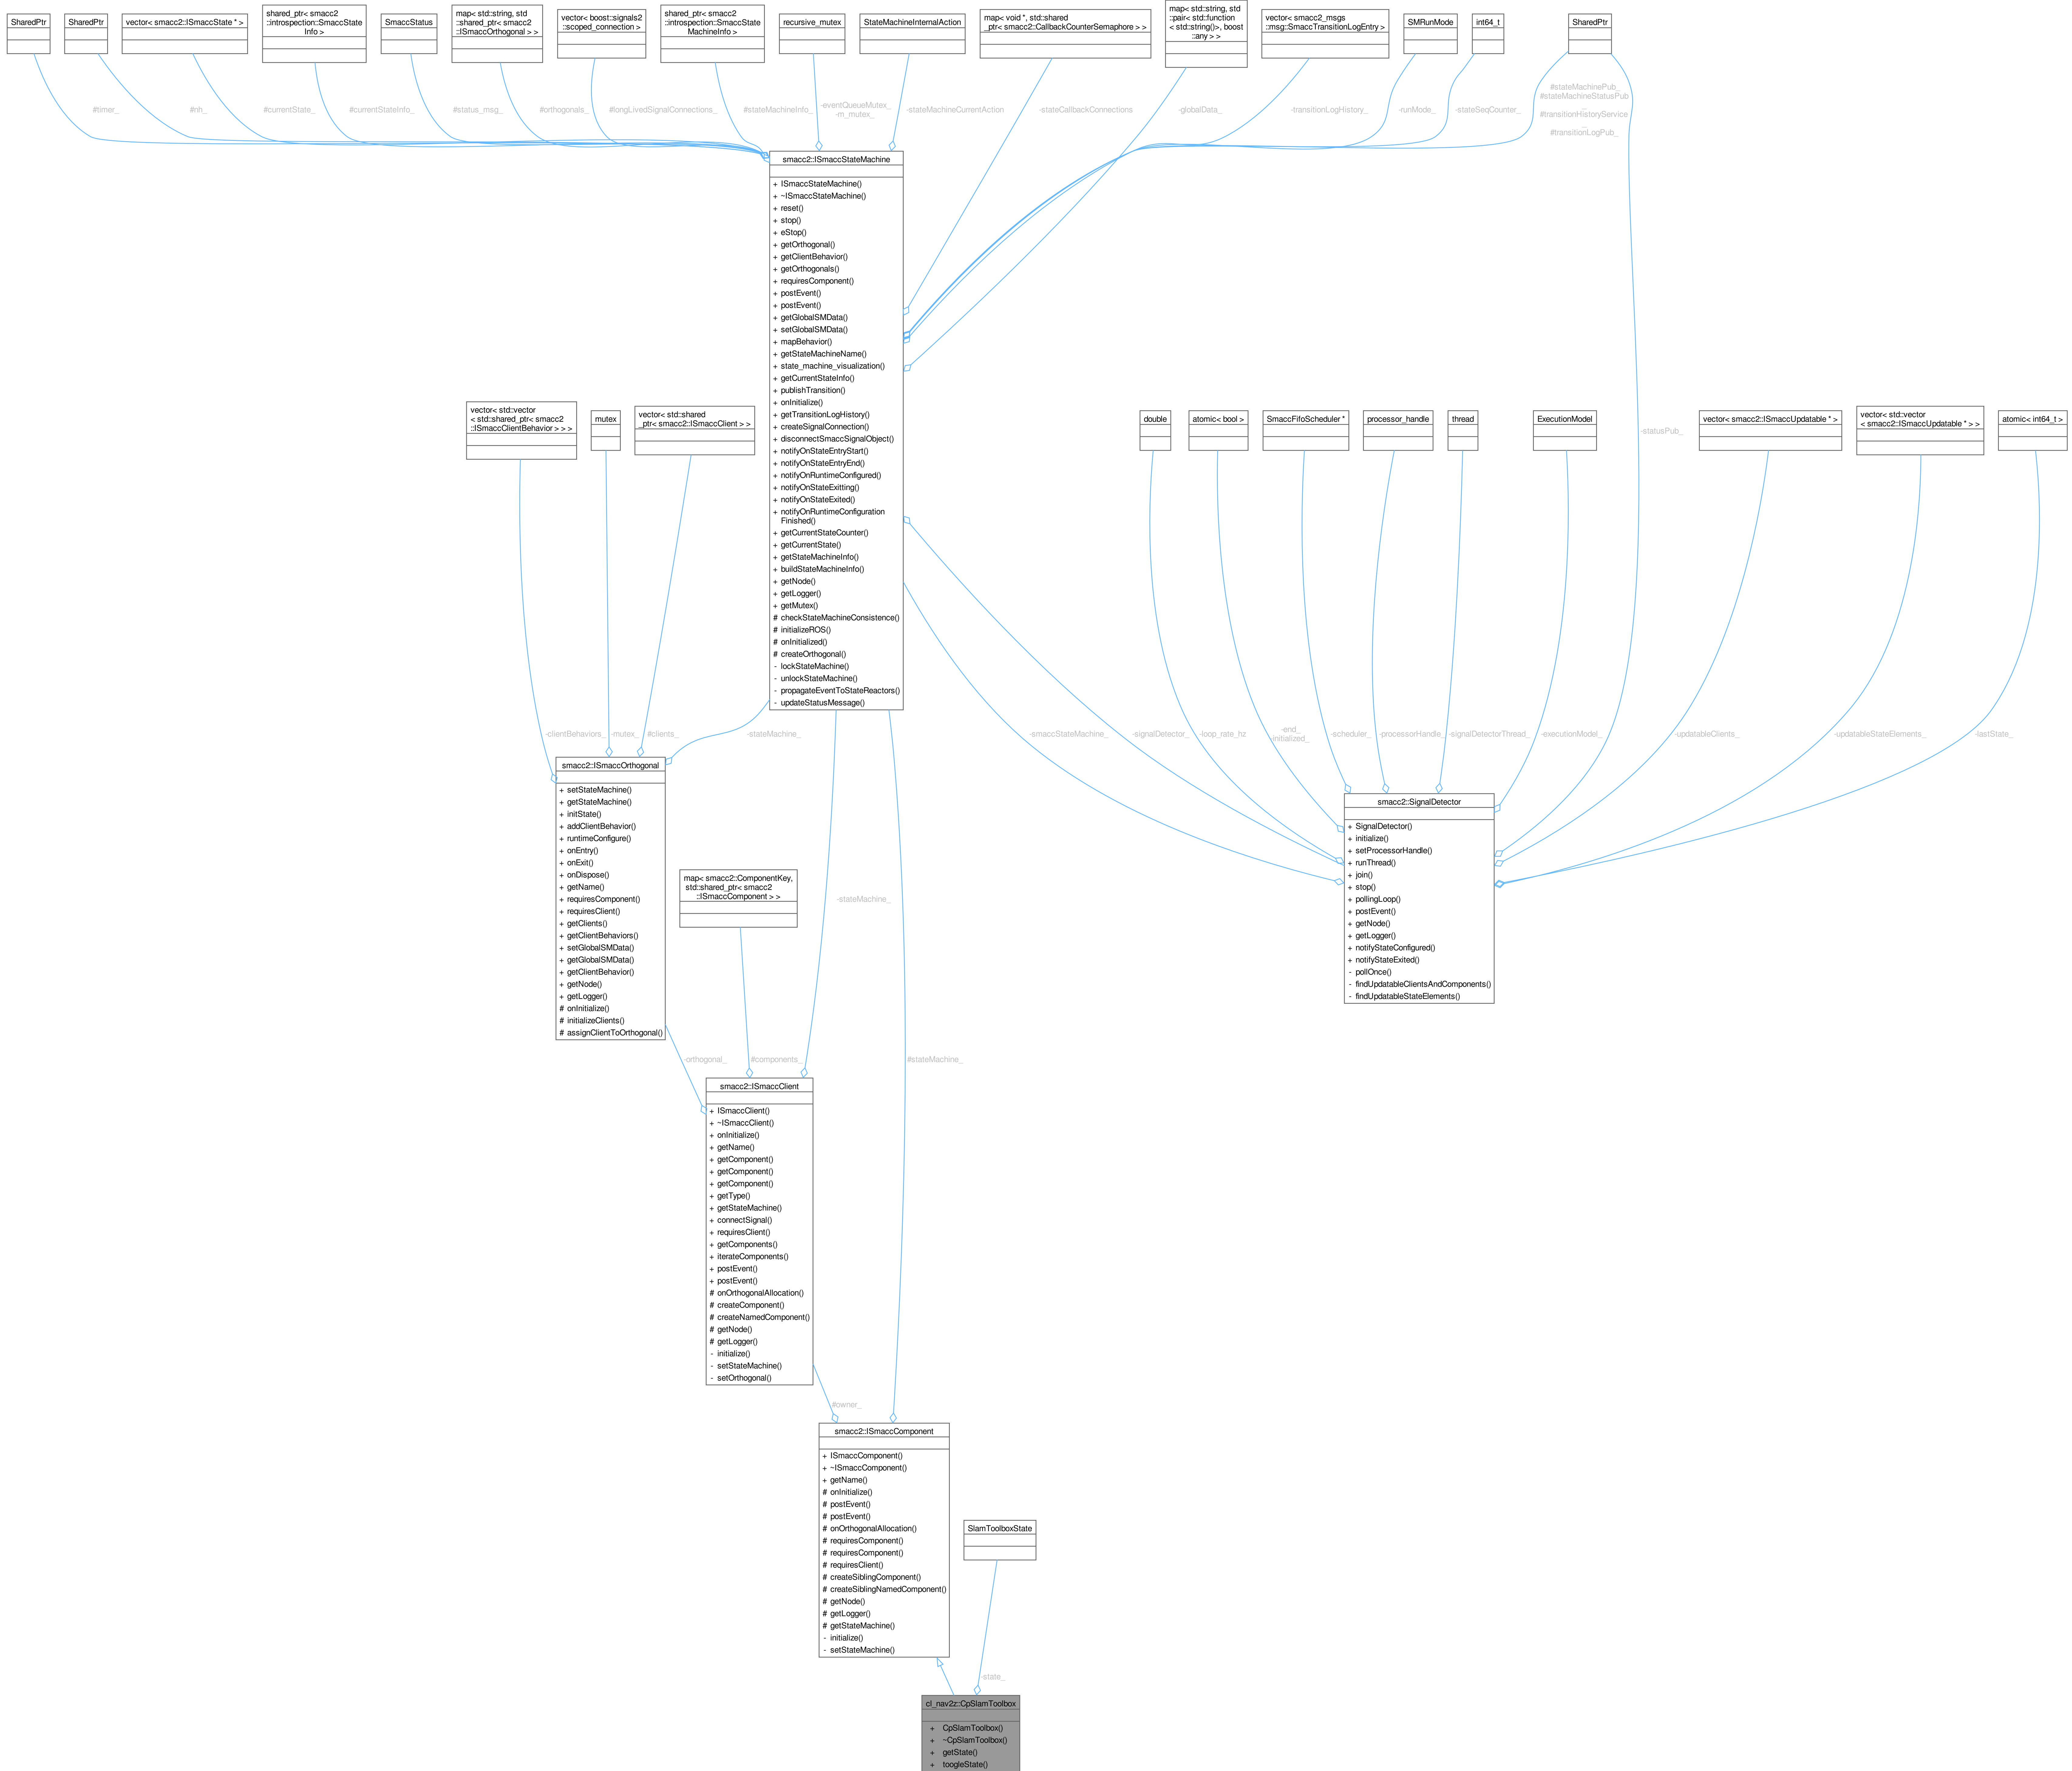 SharedPtr
SharedPtr
vector< smacc2::ISmaccState * >
shared_ptr< smacc2
::introspection::SmaccState
Info >
SmaccStatus
map< std::string, std
::shared_ptr< smacc2
::ISmaccOrthogonal > >
vector< boost::signals2
::scoped_connection >
shared_ptr< smacc2
::introspection::SmaccState
MachineInfo >
recursive_mutex
StateMachineInternalAction
map< void *, std::shared
_ptr< smacc2::CallbackCounterSemaphore > >
map< std::string, std
::pair< std::function
< std::string()>, boost
::any > >
vector< smacc2_msgs
::msg::SmaccTransitionLogEntry >
SMRunMode
int64_t
SharedPtr
#timer_
#nh_
#currentState_
#currentStateInfo_
#status_msg_
#orthogonals_
#longLivedSignalConnections_
#stateMachineInfo_
-eventQueueMutex_
-m_mutex_
-stateMachineCurrentAction
-stateCallbackConnections
-globalData_
-transitionLogHistory_
-runMode_
-stateSeqCounter_
#stateMachinePub_
#stateMachineStatusPub
_
#transitionHistoryService
_
#transitionLogPub_
smacc2::ISmaccStateMachine
+ ISmaccStateMachine()
+ ~ISmaccStateMachine()
+ reset()
+ stop()
+ eStop()
+ getOrthogonal()
+ getClientBehavior()
+ getOrthogonals()
+ requiresComponent()
+ postEvent()
+ postEvent()
+ getGlobalSMData()
+ setGlobalSMData()
+ mapBehavior()
+ getStateMachineName()
+ state_machine_visualization()
+ getCurrentStateInfo()
+ publishTransition()
+ onInitialize()
+ getTransitionLogHistory()
+ createSignalConnection()
+ disconnectSmaccSignalObject()
+ notifyOnStateEntryStart()
+ notifyOnStateEntryEnd()
+ notifyOnRuntimeConfigured()
+ notifyOnStateExitting()
+ notifyOnStateExited()
+ notifyOnRuntimeConfiguration
Finished()
+ getCurrentStateCounter()
+ getCurrentState()
+ getStateMachineInfo()
+ buildStateMachineInfo()
+ getNode()
+ getLogger()
+ getMutex()
# checkStateMachineConsistence()
# initializeROS()
# onInitialized()
# createOrthogonal()
- lockStateMachine()
- unlockStateMachine()
- propagateEventToStateReactors()
- updateStatusMessage()
vector< std::vector
< std::shared_ptr< smacc2
::ISmaccClientBehavior > > >
mutex
vector< std::shared
_ptr< smacc2::ISmaccClient > >
double
atomic< bool >
SmaccFifoScheduler *
processor_handle
thread
ExecutionModel
-statusPub_
vector< smacc2::ISmaccUpdatable * >
vector< std::vector
< smacc2::ISmaccUpdatable * > >
atomic< int64_t >
-clientBehaviors_
-mutex_
#clients_
-stateMachine_
-smaccStateMachine_
-signalDetector_
-loop_rate_hz
-end_
-initialized_
-scheduler_
-processorHandle_
-signalDetectorThread_
-executionModel_
-updatableClients_
-updatableStateElements_
-lastState_
smacc2::ISmaccOrthogonal
+ setStateMachine()
+ getStateMachine()
+ initState()
+ addClientBehavior()
+ runtimeConfigure()
+ onEntry()
+ onExit()
+ onDispose()
+ getName()
+ requiresComponent()
+ requiresClient()
+ getClients()
+ getClientBehaviors()
+ setGlobalSMData()
+ getGlobalSMData()
+ getClientBehavior()
+ getNode()
+ getLogger()
# onInitialize()
# initializeClients()
# assignClientToOrthogonal()
smacc2::SignalDetector
+ SignalDetector()
+ initialize()
+ setProcessorHandle()
+ runThread()
+ join()
+ stop()
+ pollingLoop()
+ postEvent()
+ getNode()
+ getLogger()
+ notifyStateConfigured()
+ notifyStateExited()
- pollOnce()
- findUpdatableClientsAndComponents()
- findUpdatableStateElements()
map< smacc2::ComponentKey,
std::shared_ptr< smacc2
::ISmaccComponent > >
-stateMachine_
-orthogonal_
#components_
#stateMachine_
smacc2::ISmaccClient
+ ISmaccClient()
+ ~ISmaccClient()
+ onInitialize()
+ getName()
+ getComponent()
+ getComponent()
+ getComponent()
+ getType()
+ getStateMachine()
+ connectSignal()
+ requiresClient()
+ getComponents()
+ iterateComponents()
+ postEvent()
+ postEvent()
# onOrthogonalAllocation()
# createComponent()
# createNamedComponent()
# getNode()
# getLogger()
- initialize()
- setStateMachine()
- setOrthogonal()
#owner_
smacc2::ISmaccComponent
+ ISmaccComponent()
+ ~ISmaccComponent()
+ getName()
# onInitialize()
# postEvent()
# postEvent()
# onOrthogonalAllocation()
# requiresComponent()
# requiresComponent()
# requiresClient()
# createSiblingComponent()
# createSiblingNamedComponent()
# getNode()
# getLogger()
# getStateMachine()
- initialize()
- setStateMachine()
SlamToolboxState
-state_
cl_nav2z::CpSlamToolbox
+ CpSlamToolbox()
+ ~CpSlamToolbox()
+ getState()
+ toogleState()